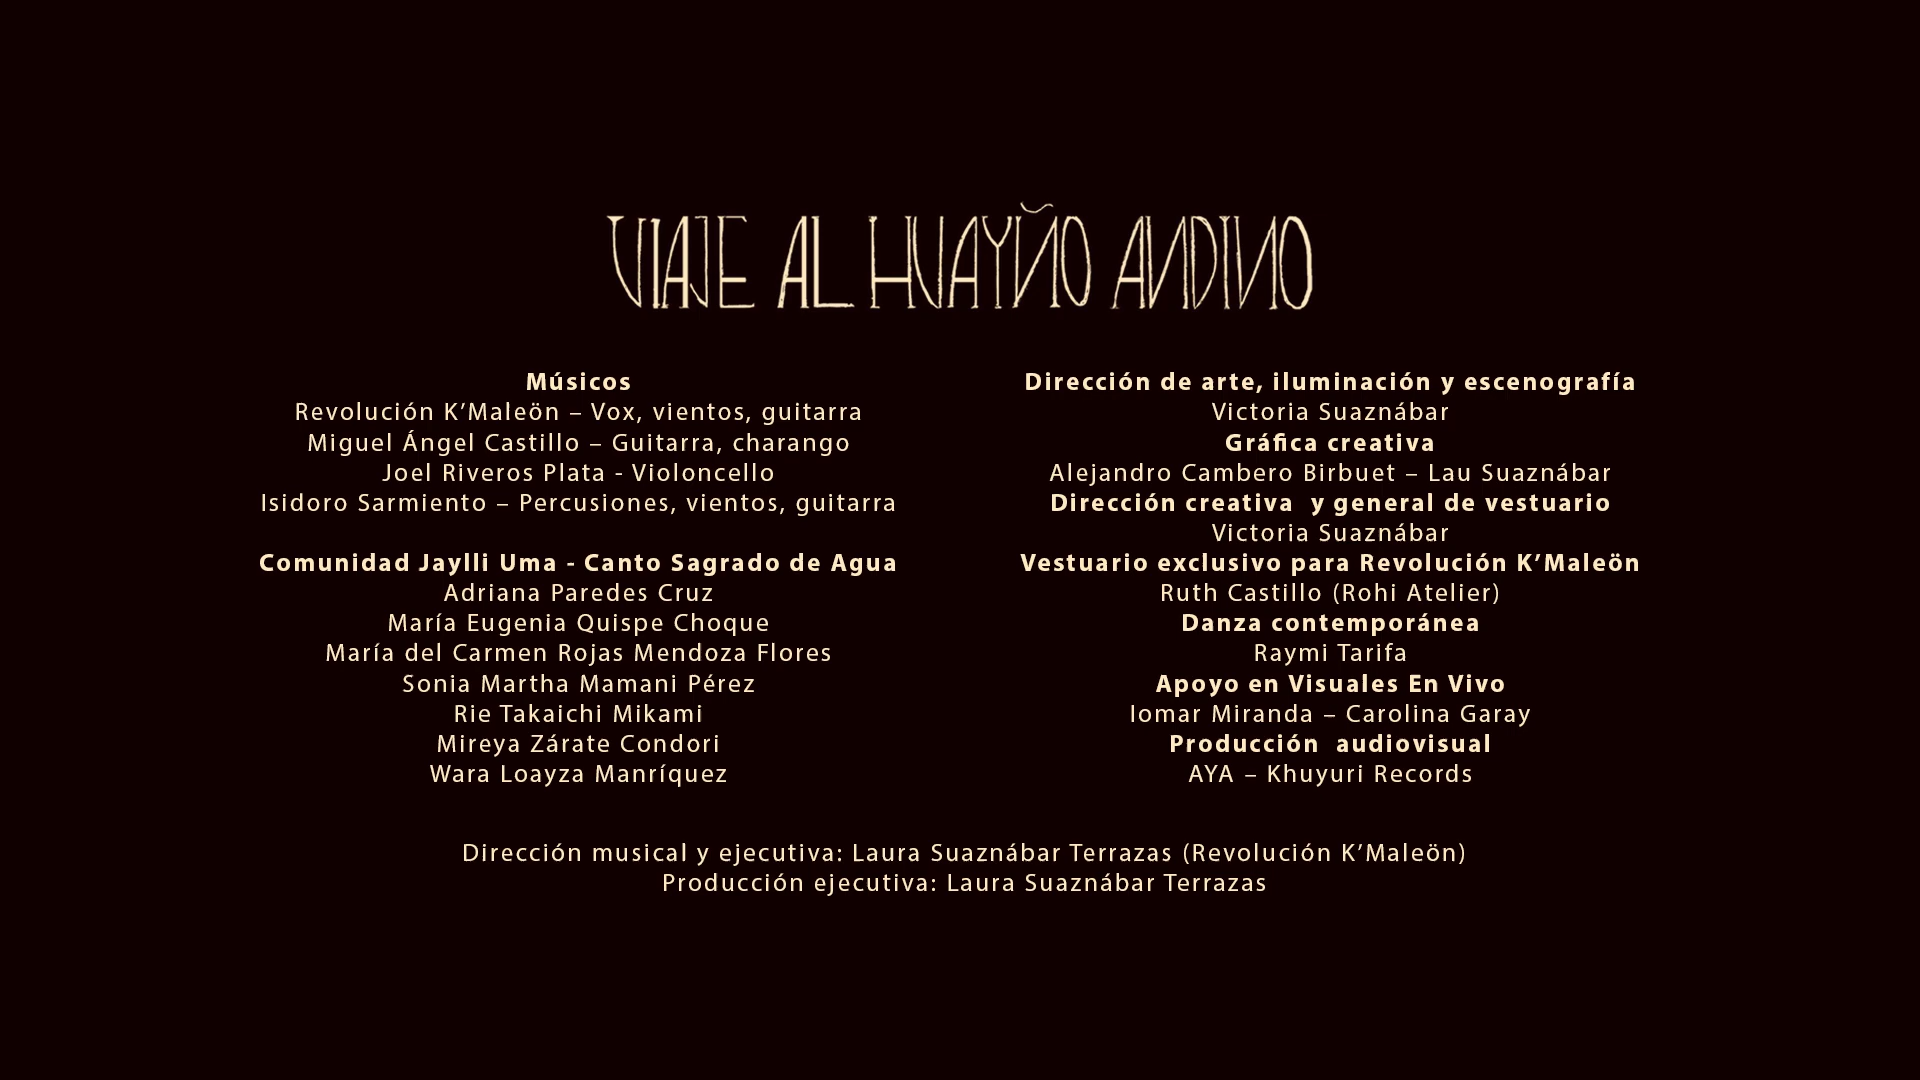 VIAJE AL HUAYÑO ANDINO
Músicos
Revolución K’Maleön – Vox, vientos, guitarra
Miguel Ángel Castillo – Guitarra, charango
Joel Riveros Plata - Violoncello
Isidoro Sarmiento – Percusiones, vientos, guitarra
Comunidad Jaylli Uma - Canto Sagrado de Agua
Adriana Paredes Cruz
María Eugenia Quispe Choque
María del Carmen Rojas Mendoza Flores
Sonia Martha Mamani Pérez
Rie Takaichi Mikami
Mireya Zárate Condori
Wara Loayza Manríquez
Dirección de arte, iluminación y escenografía
Victoria Suaznábar
Gráfica creativa
Alejandro Cambero Birbuet – Lau Suaznábar
Dirección creativa  y general de vestuario
Victoria Suaznábar
Vestuario exclusivo para Revolución K’Maleön
Ruth Castillo (Rohi Atelier)
Danza contemporánea
Raymi Tarifa
Apoyo en Visuales En Vivo
Iomar Miranda – Carolina Garay
Producción  audiovisual
AYA – Khuyuri Records
Dirección musical y ejecutiva: Laura Suaznábar Terrazas (Revolución K’Maleön)
Producción ejecutiva: Laura Suaznábar Terrazas